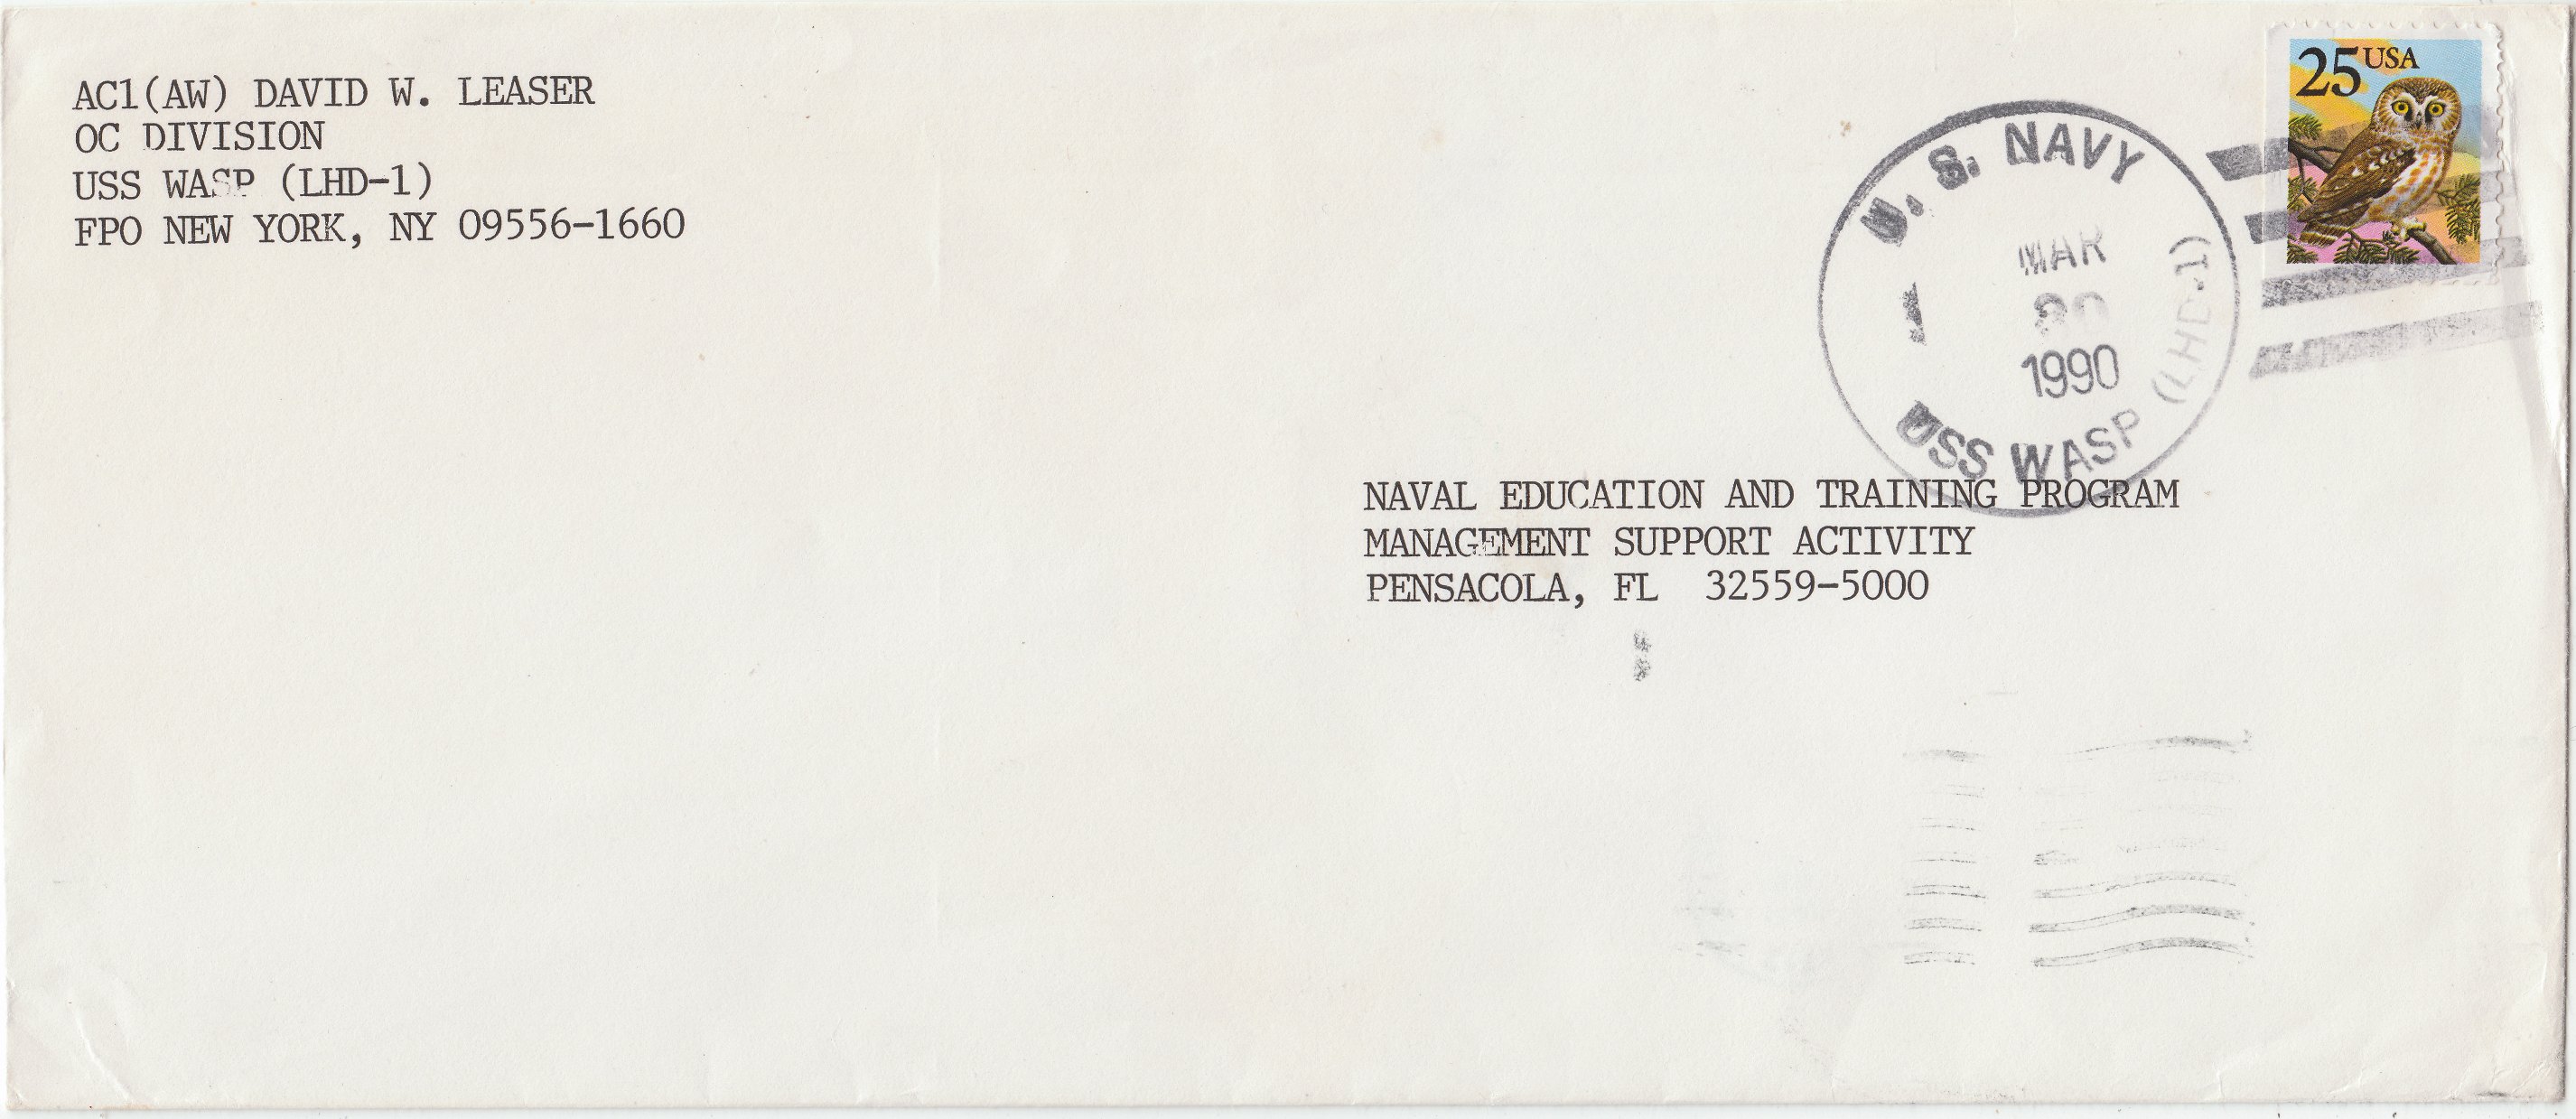 AC1(AW) DAVID W. LEASER
OC DIVISION
USS WASP (LHD-1)
FPO NEW YORK, NY 09556-1660
25 USA
U. S. NAVY
MAR
1990
USS WASP (LHD-1)
NAVAL EDUCATION AND TRAINING PROGRAM
MANAGEMENT SUPPORT ACTIVITY
PENSACOLA, FL 32559-5000